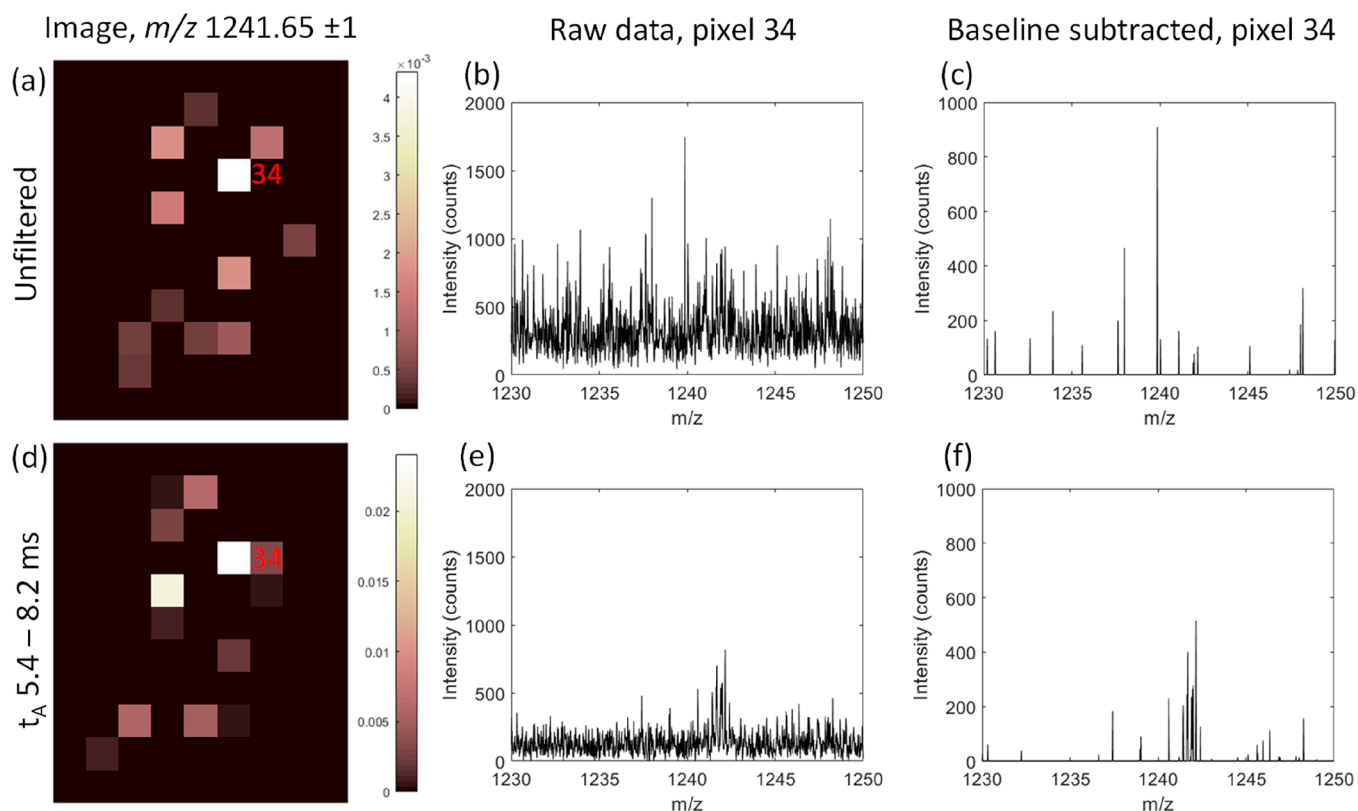 Image, m/z 1241.65 ±1
Raw data, pixel 34
Baseline subtracted, pixel 34
Unfiltered
(a)
×10⁻³
4
3.5
3
2.5
2
1.5
1
0.5
0
34
(b)
Intensity (counts)
2000
1500
1000
500
0
1230 1235 1240 1245 1250
m/z
(c)
Intensity (counts)
1000
800
600
400
200
0
1230 1235 1240 1245 1250
m/z
tA 5.4 – 8.2 ms
(d)
0.02
0.015
0.01
0.005
0
34
(e)
Intensity (counts)
2000
1500
1000
500
0
1230 1235 1240 1245 1250
m/z
(f)
Intensity (counts)
1000
800
600
400
200
0
1230 1235 1240 1245 1250
m/z